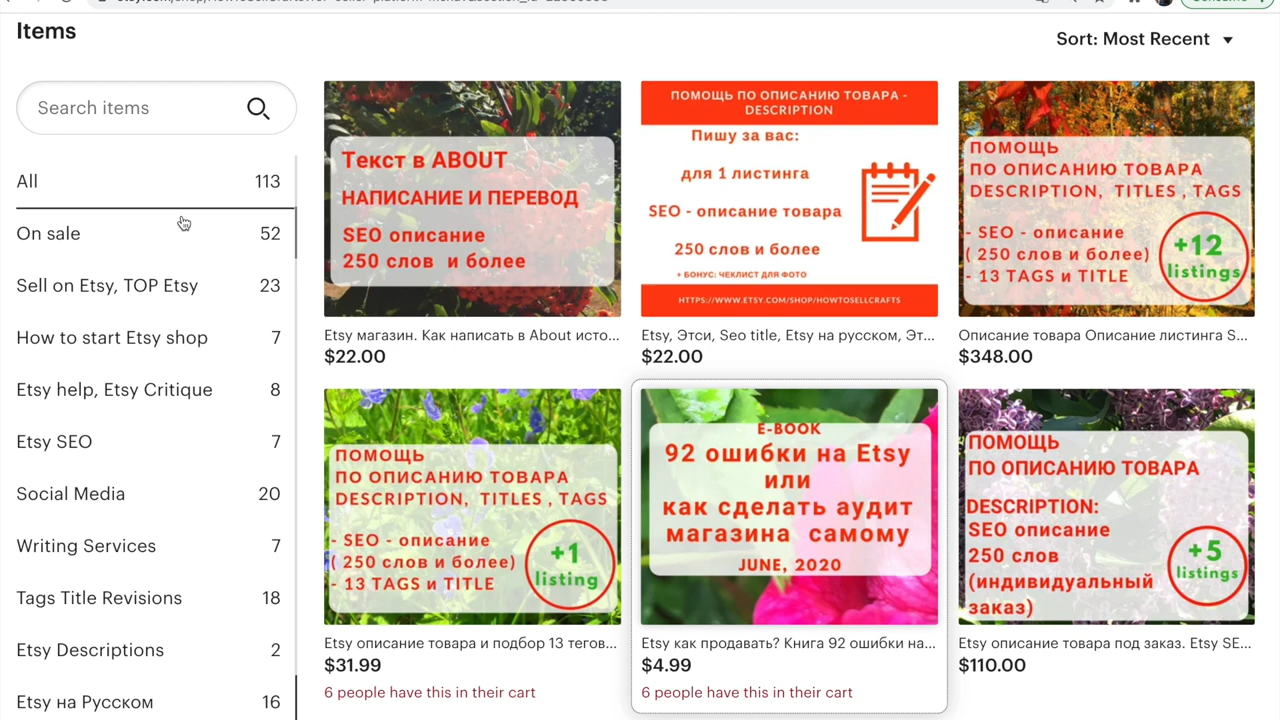 Items
Sort: Most Recent
Search items
All 113
On sale 52
Sell on Etsy, TOP Etsy 23
How to start Etsy shop 7
Etsy help, Etsy Critique 8
Etsy SEO 7
Social Media 20
Writing Services 7
Tags Title Revisions 18
Etsy Descriptions 2
Etsy на Русском 16
Текст в ABOUT
НАПИСАНИЕ И ПЕРЕВОД
SEO описание
250 слов и более
Etsy магазин. Как написать в About исто...
$22.00
ПОМОЩЬ ПО ОПИСАНИЮ ТОВАРА -
DESCRIPTION
Пишу за вас:
для 1 листинга
SEO - описание товара
250 слов и более
+ БОНУС: ЧЕКЛИСТ ДЛЯ ФОТО
HTTPS://WWW.ETSY.COM/SHOP/HOWTOSELLCRAFTS
Etsy, Этси, Seo title, Etsy на русском, Эт...
$22.00
ПОМОЩЬ
ПО ОПИСАНИЮ ТОВАРА
DESCRIPTION, TITLES , TAGS
- SEO - описание
( 250 слов и более)
- 13 TAGS и TITLE
+12
listings
Описание товара Описание листинга S...
$348.00
ПОМОЩЬ
ПО ОПИСАНИЮ ТОВАРА
DESCRIPTION, TITLES , TAGS
- SEO - описание
( 250 слов и более)
- 13 TAGS и TITLE
+1
listing
Etsy описание товара и подбор 13 тегов...
$31.99
6 people have this in their cart
E-BOOK
92 ошибки на Etsy
или
как сделать аудит
магазина самому
JUNE, 2020
Etsy как продавать? Книга 92 ошибки на...
$4.99
6 people have this in their cart
ПОМОЩЬ
ПО ОПИСАНИЮ ТОВАРА
DESCRIPTION:
SEO описание
250 слов
(индивидуальный
заказ)
+5
listings
Etsy описание товара под заказ. Etsy SE...
$110.00